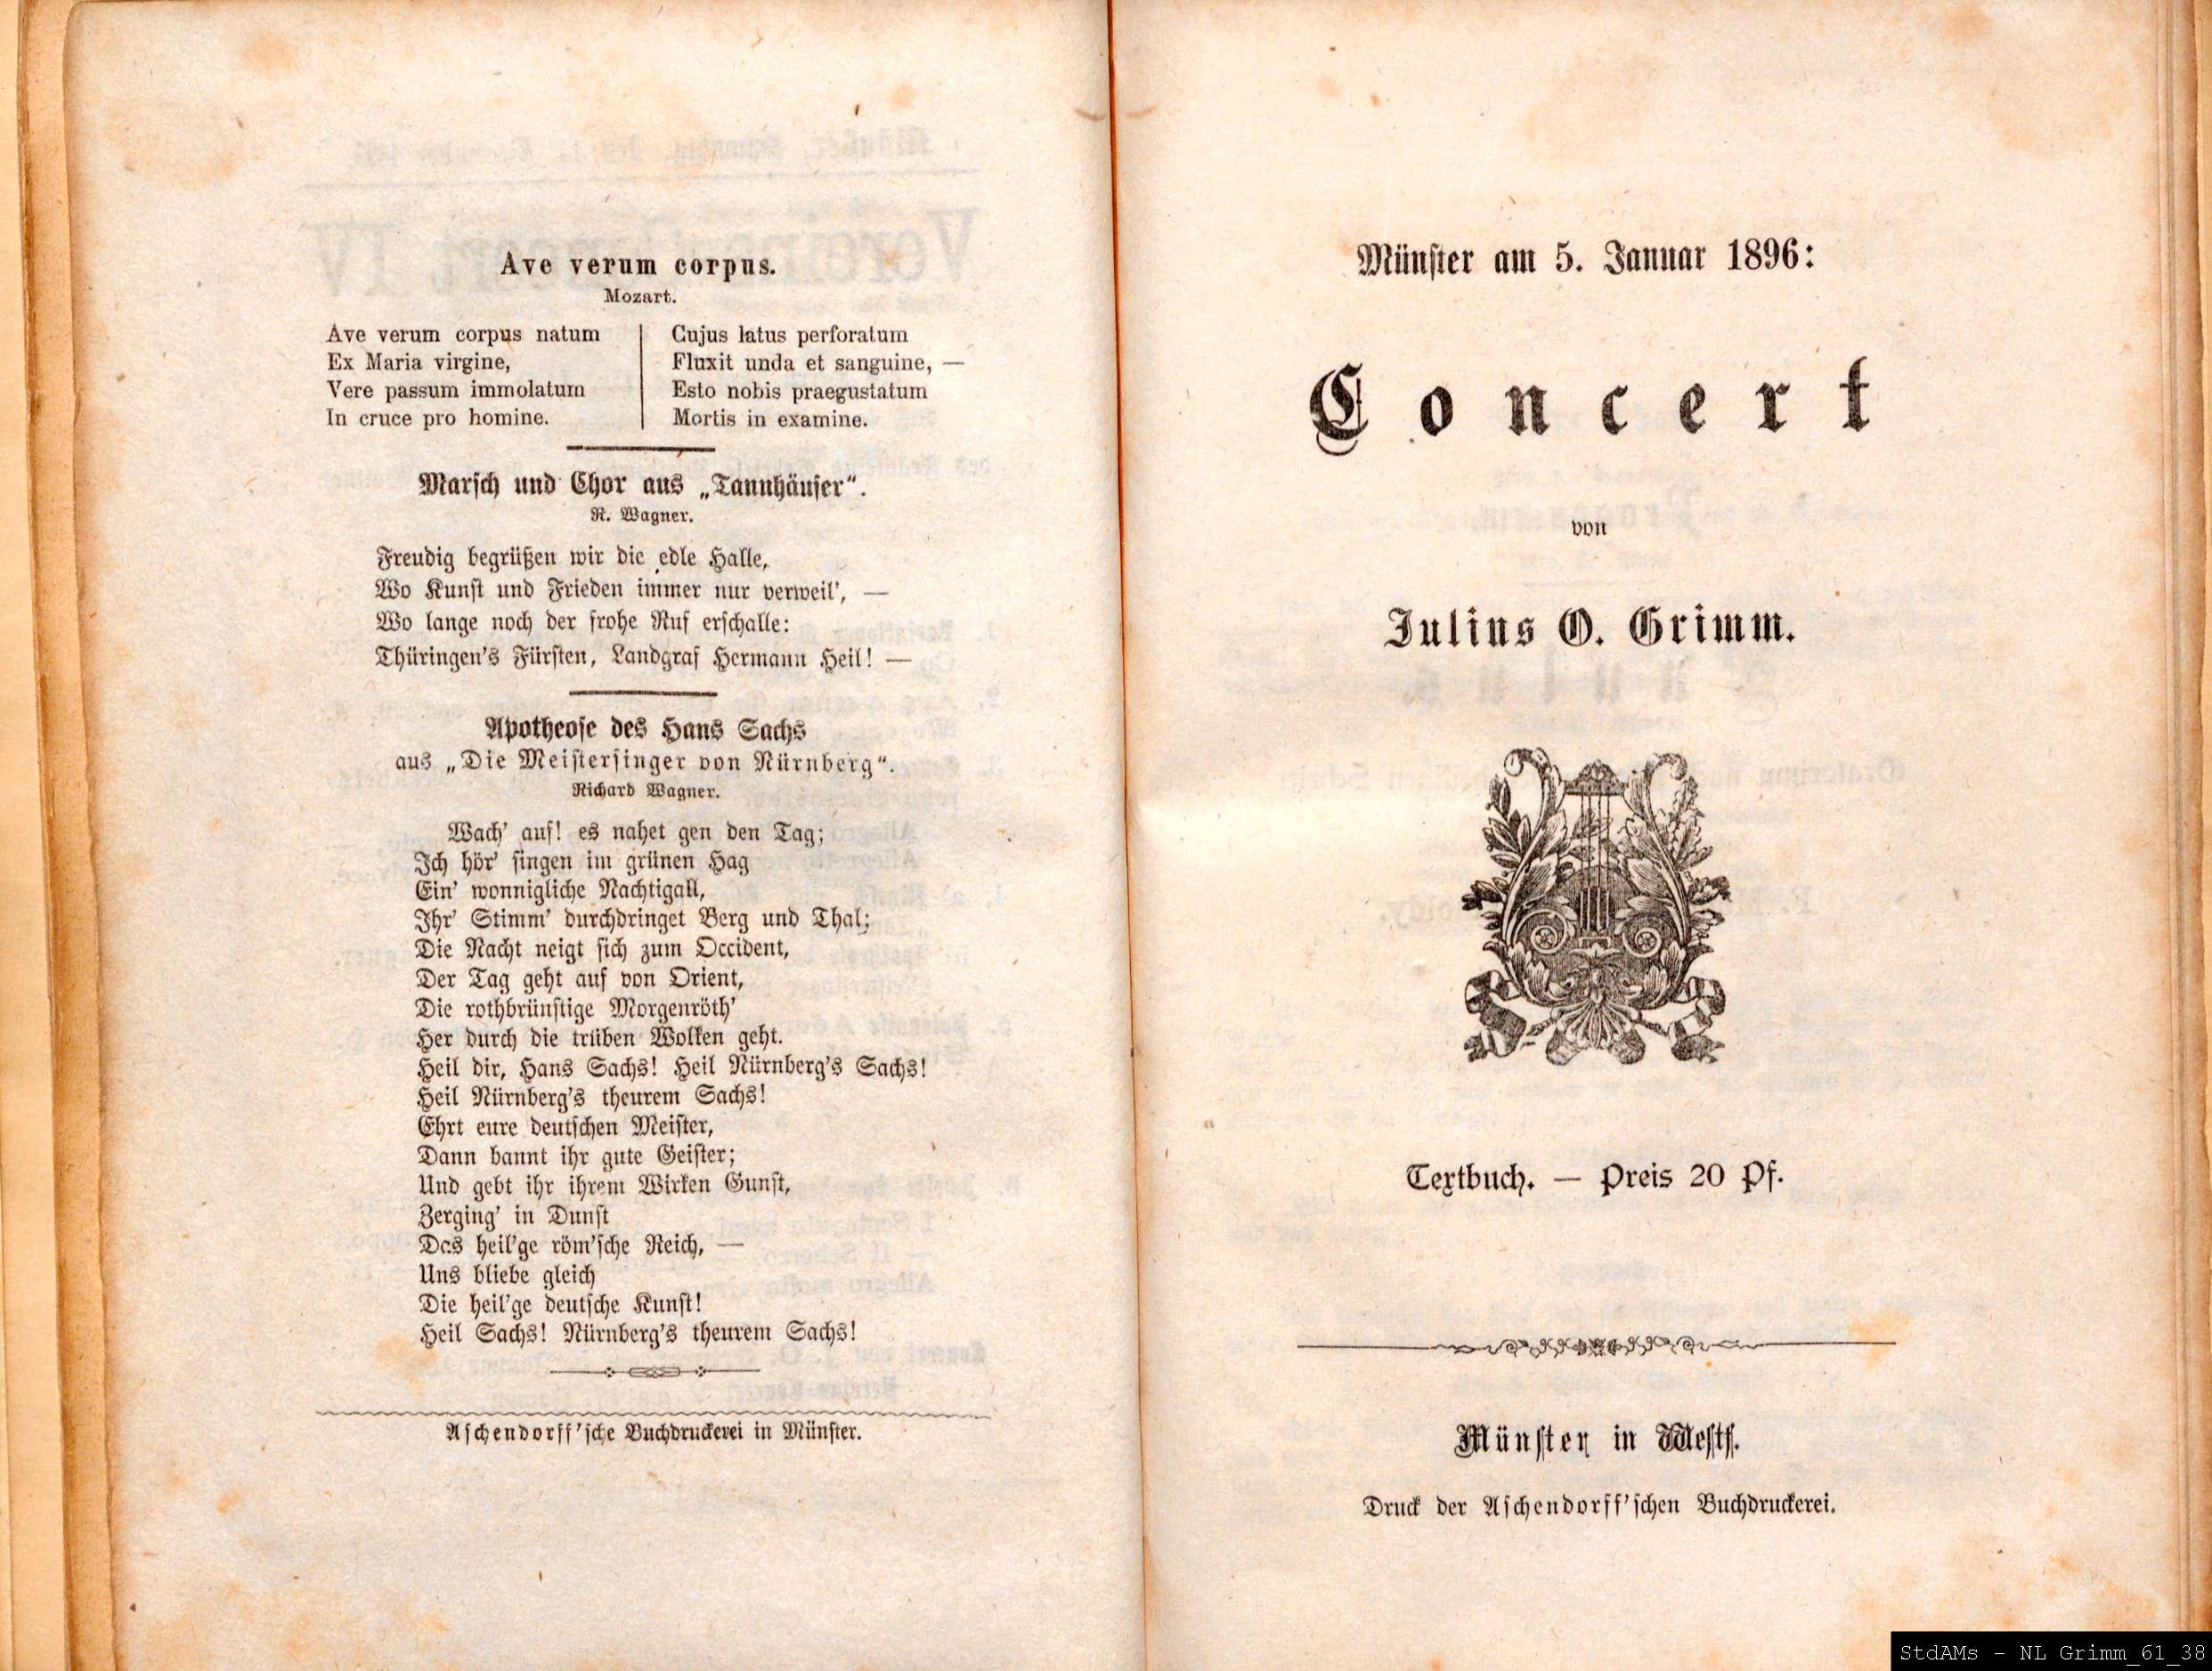 Ave verum corpus.
Mozart.
Ave verum corpus natum
Ex Maria virgine,
Vere passum immolatum
In cruce pro homine.
Cujus latus perforatum
Fluxit unda et sanguine, —
Esto nobis praegustatum
Mortis in examine.
Marsch und Chor aus „Tannhäuser“.
R. Wagner.
Freudig begrüßen wir die edle Halle,
Wo Kunst und Frieden immer nur verweil’, —
Wo lange noch der frohe Ruf erschalle:
Thüringen’s Fürsten, Landgraf Hermann Heil! —
Apotheose des Hans Sachs
aus „Die Meistersinger von Nürnberg“.
Richard Wagner.
Wach’ auf! es nahet gen den Tag;
Ich hör’ singen im grünen Hag
Ein’ wonnigliche Nachtigall,
Ihr’ Stimm’ durchdringet Berg und Thal;
Die Nacht neigt sich zum Occident,
Der Tag geht auf von Orient,
Die rothbrünstige Morgenröth’
Her durch die trüben Wolken geht.
Heil dir, Hans Sachs! Heil Nürnberg’s Sachs!
Heil Nürnberg’s theurem Sachs!
Ehrt eure deutschen Meister,
Dann bannt ihr gute Geister;
Und gebt ihr ihrem Wirken Gunst,
Zerging’ in Dunst
Das heil’ge röm’sche Reich, —
Uns bliebe gleich
Die heil’ge deutsche Kunst!
Heil Sachs! Nürnberg’s theurem Sachs!
Aschendorff’sche Buchdruckerei in Münster.
Münster am 5. Januar 1896:
Concert
von
Julius O. Grimm.
Textbuch. — Preis 20 Pf.
Münster in Westf.
Druck der Aschendorff’schen Buchdruckerei.
StdAMs - NL Grimm_61_38